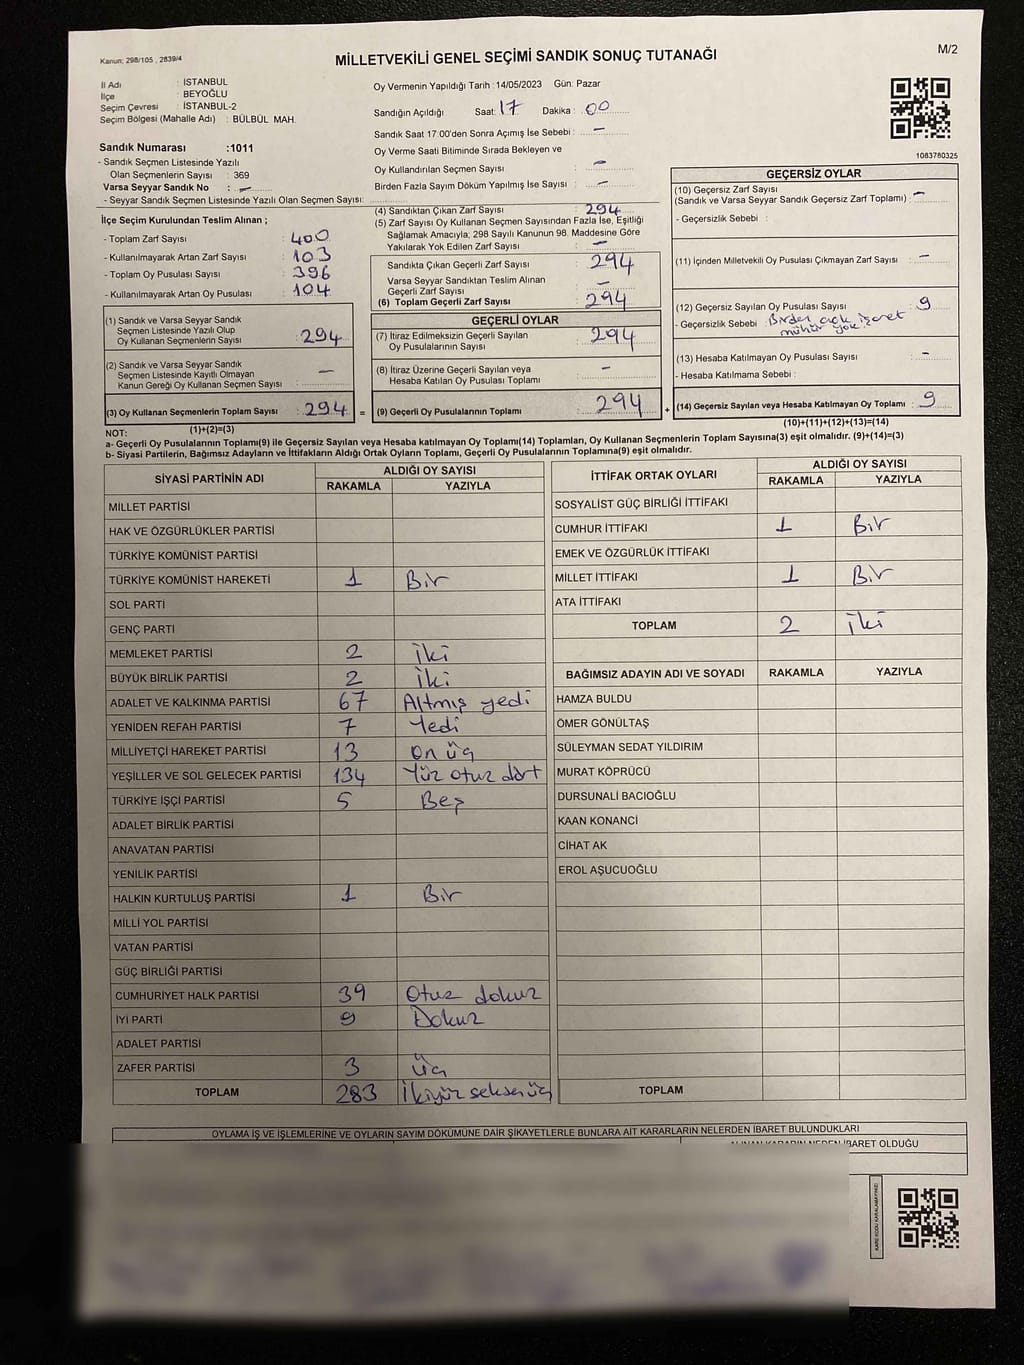 Kanun: 298/105 , 2839/4
MİLLETVEKİLİ GENEL SEÇİMİ SANDIK SONUÇ TUTANAĞI
M/2
İl Adı : İSTANBUL
İlçe : BEYOĞLU
Seçim Çevresi : İSTANBUL-2
Seçim Bölgesi (Mahalle Adı) : BÜLBÜL MAH.
Sandık Numarası :1011
- Sandık Seçmen Listesinde Yazılı
Olan Seçmenlerin Sayısı : 369
Varsa Seyyar Sandık No : –
- Seyyar Sandık Seçmen Listesinde Yazılı Olan Seçmen Sayısı:
İlçe Seçim Kurulundan Teslim Alınan ;
- Toplam Zarf Sayısı : 400
- Kullanılmayarak Artan Zarf Sayısı : 103
- Toplam Oy Pusulası Sayısı : 396
- Kullanılmayarak Artan Oy Pusulası : 104
(1) Sandık ve Varsa Seyyar Sandık
Seçmen Listesinde Yazılı Olup
Oy Kullanan Seçmenlerin Sayısı : 294
(2) Sandık ve Varsa Seyyar Sandık
Seçmen Listesinde Kayıtlı Olmayan
Kanun Gereği Oy Kullanan Seçmen Sayısı : –
(3) Oy Kullanan Seçmenlerin Toplam Sayısı : 294 =
(1)+(2)=(3)
Oy Vermenin Yapıldığı Tarih : 14/05/2023 Gün: Pazar
Sandığın Açıldığı Saat: 17 Dakika : 00
Sandık Saat 17.00'den Sonra Açımış İse Sebebi : –
Oy Verme Saati Bitiminde Sırada Bekleyen ve
Oy Kullandırılan Seçmen Sayısı : –
Birden Fazla Sayım Döküm Yapılmış İse Sayısı : –
(4) Sandıktan Çıkan Zarf Sayısı : 294
(5) Zarf Sayısı Oy Kullanan Seçmen Sayısından Fazla İse, Eşitliği
Sağlamak Amacıyla, 298 Sayılı Kanunun 98. Maddesine Göre
Yakılarak Yok Edilen Zarf Sayısı : –
Sandıkta Çıkan Geçerli Zarf Sayısı : 294
Varsa Seyyar Sandıktan Teslim Alınan
Geçerli Zarf Sayısı : –
(6) Toplam Geçerli Zarf Sayısı : 294
GEÇERLİ OYLAR
(7) İtiraz Edilmeksizin Geçerli Sayılan
Oy Pusulalarının Sayısı : 294
(8) İtiraz Üzerine Geçerli Sayılan veya
Hesaba Katılan Oy Pusulası Toplamı : –
(9) Geçerli Oy Pusulalarının Toplamı : 294 +
1083780325
GEÇERSİZ OYLAR
(10) Geçersiz Zarf Sayısı
(Sandık ve Varsa Seyyar Sandık Geçersiz Zarf Toplamı) : –
- Geçersizlik Sebebi :
(11) İçinden Milletvekili Oy Pusulası Çıkmayan Zarf Sayısı : –
(12) Geçersiz Sayılan Oy Pusulası Sayısı : 9
- Geçersizlik Sebebi : Birden çok işaret
mühür yok
(13) Hesaba Katılmayan Oy Pusulası Sayısı : –
- Hesaba Katılmama Sebebi :
(14) Geçersiz Sayılan veya Hesaba Katılmayan Oy Toplamı : 9
(10)+(11)+(12)+(13)=(14)
NOT:
a- Geçerli Oy Pusulalarının Toplamı(9) ile Geçersiz Sayılan veya Hesaba katılmayan Oy Toplamı(14) Toplamları, Oy Kullanan Seçmenlerin Toplam Sayısına(3) eşit olmalıdır. (9)+(14)=(3)
b- Siyasi Partilerin, Bağımsız Adayların ve İttifakların Aldığı Ortak Oyların Toplamı, Geçerli Oy Pusulalarının Toplamına(9) eşit olmalıdır.
SİYASİ PARTİNİN ADI ALDIĞI OY SAYISI
RAKAMLA YAZIYLA
MİLLET PARTİSİ
HAK VE ÖZGÜRLÜKLER PARTİSİ
TÜRKİYE KOMÜNİST PARTİSİ
TÜRKİYE KOMÜNİST HAREKETİ 1 Bir
SOL PARTİ
GENÇ PARTİ
MEMLEKET PARTİSİ 2 İki
BÜYÜK BİRLİK PARTİSİ 2 İki
ADALET VE KALKINMA PARTİSİ 67 Altmış yedi
YENİDEN REFAH PARTİSİ 7 Yedi
MİLLİYETÇİ HAREKET PARTİSİ 13 On üç
YEŞİLLER VE SOL GELECEK PARTİSİ 134 Yüz otuz dört
TÜRKİYE İŞÇİ PARTİSİ 5 Beş
ADALET BİRLİK PARTİSİ
ANAVATAN PARTİSİ
YENİLİK PARTİSİ
HALKIN KURTULUŞ PARTİSİ 1 Bir
MİLLİ YOL PARTİSİ
VATAN PARTİSİ
GÜÇ BİRLİĞİ PARTİSİ
CUMHURİYET HALK PARTİSİ 39 Otuz dokuz
İYİ PARTİ 9 Dokuz
ADALET PARTİSİ
ZAFER PARTİSİ 3 Üç
TOPLAM 283 İkiyüz seksen üç
İTTİFAK ORTAK OYLARI ALDIĞI OY SAYISI
RAKAMLA YAZIYLA
SOSYALİST GÜÇ BİRLİĞİ İTTİFAKI
CUMHUR İTTİFAKI 1 Bir
EMEK VE ÖZGÜRLÜK İTTİFAKI
MİLLET İTTİFAKI 1 Bir
ATA İTTİFAKI
TOPLAM 2 İki
BAĞIMSIZ ADAYIN ADI VE SOYADI RAKAMLA YAZIYLA
HAMZA BULDU
ÖMER GÖNÜLTAŞ
SÜLEYMAN SEDAT YILDIRIM
MURAT KÖPRÜCÜ
DURSUNALİ BACIOĞLU
KAAN KONANCİ
CİHAT AK
EROL AŞUCUOĞLU
TOPLAM
OYLAMA İŞ VE İŞLEMLERİNE VE OYLARIN SAYIM DÖKÜMÜNE DAİR ŞİKAYETLERLE BUNLARA AİT KARARLARIN NELERDEN İBARET BULUNDUKLARI
ALINAN KARARIN NEDEN İBARET OLDUĞU
KARE KODU KARALAMAYINIZ!